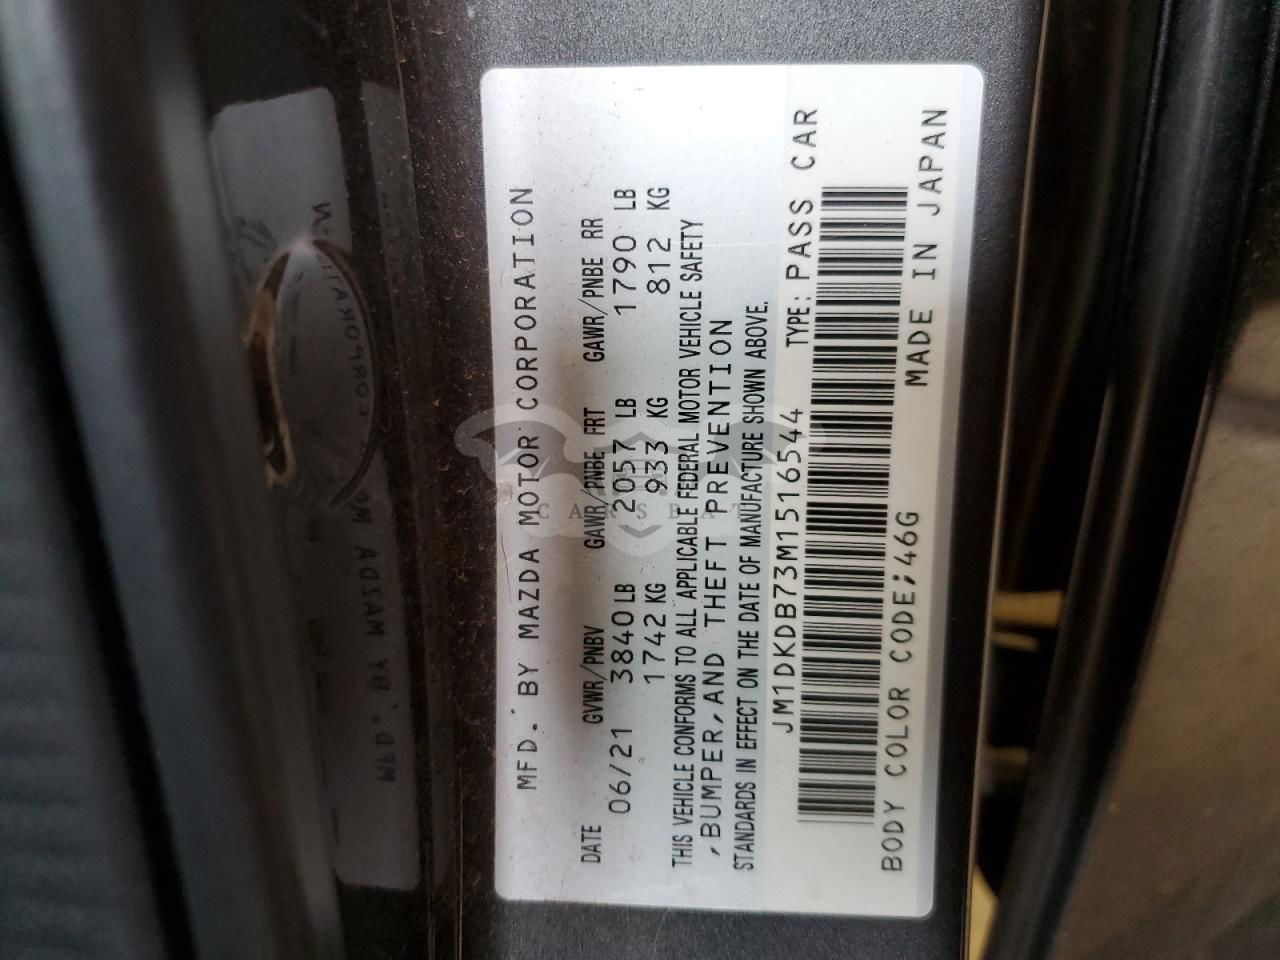 MFD. BY MAZDA MOTOR CORPORATION
DATE GVWR/PNBV GAWR/PNBE FRT GAWR/PNBE RR
06/21 3840 LB 2057 LB 1790 LB
1742 KG 933 KG 812 KG
THIS VEHICLE CONFORMS TO ALL APPLICABLE FEDERAL MOTOR VEHICLE SAFETY
,BUMPER,AND THEFT PREVENTION
STANDARDS IN EFFECT ON THE DATE OF MANUFACTURE SHOWN ABOVE.
JM1DKDB73M1516544 TYPE: PASS CAR
BODY COLOR CODE;46G MADE IN JAPAN